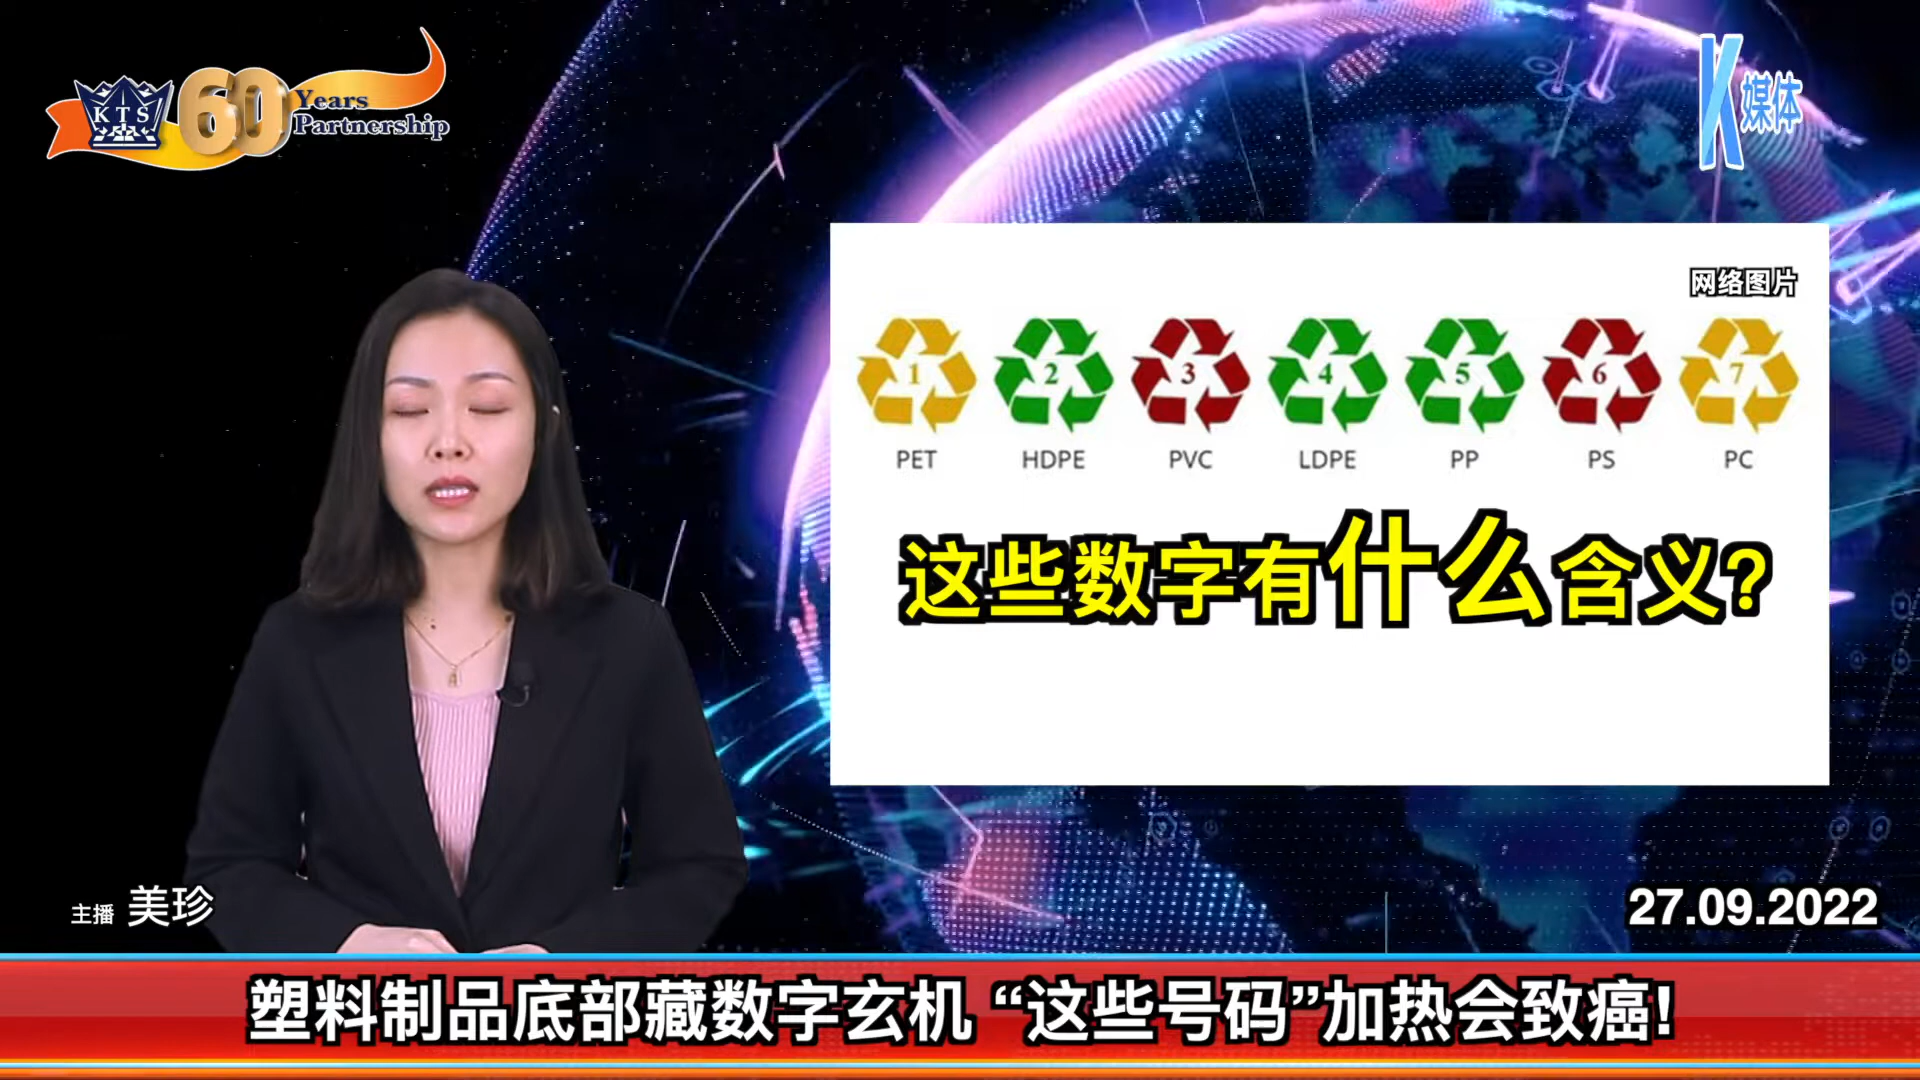 KTS 60 Years Partnership
K媒体
网络图片
1 2 3 4 5 6 7
PET HDPE PVC LDPE PP PS PC
这些数字有什么含义?
主播 美珍
27.09.2022
塑料制品底部藏数字玄机 “这些号码”加热会致癌!